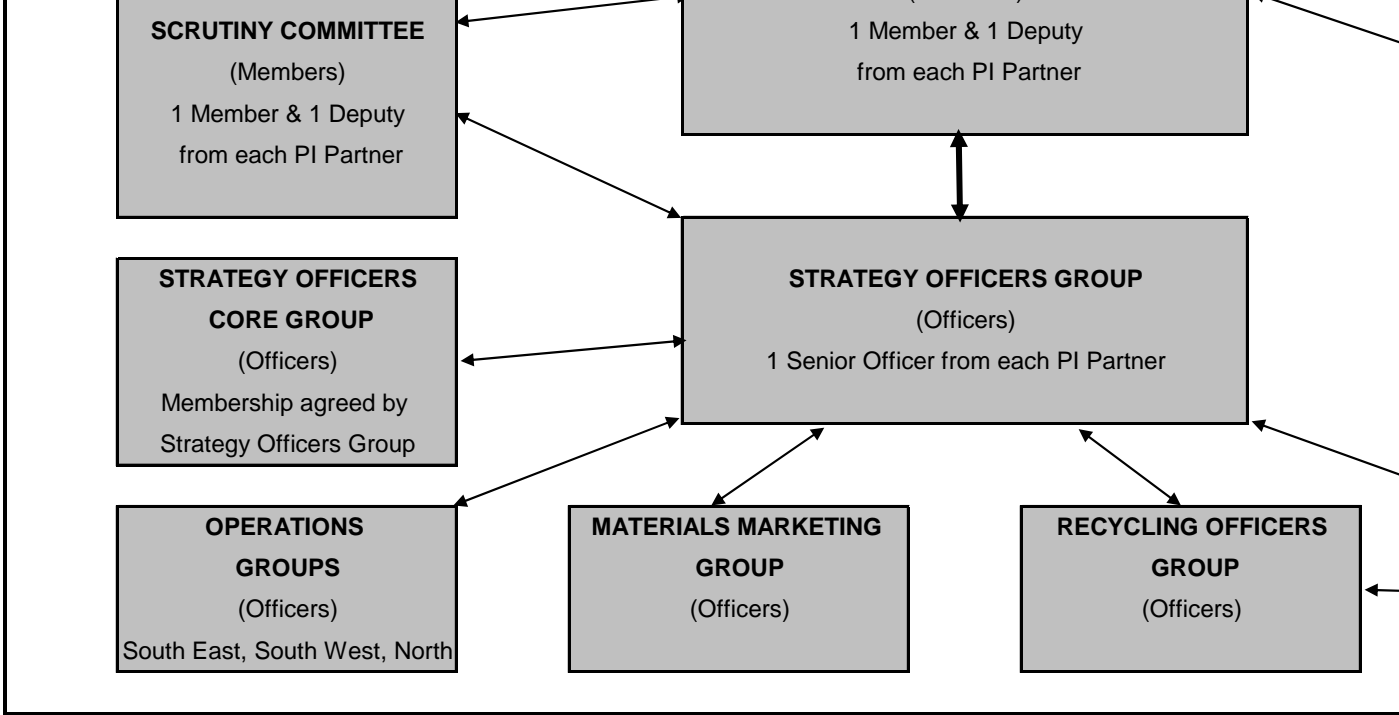 SCRUTINY COMMITTEE
(Members)
1 Member & 1 Deputy
from each PI Partner
1 Member & 1 Deputy
from each PI Partner
STRATEGY OFFICERS
CORE GROUP
(Officers)
Membership agreed by
Strategy Officers Group
STRATEGY OFFICERS GROUP
(Officers)
1 Senior Officer from each PI Partner
OPERATIONS
GROUPS
(Officers)
South East, South West, North
MATERIALS MARKETING
GROUP
(Officers)
RECYCLING OFFICERS
GROUP
(Officers)